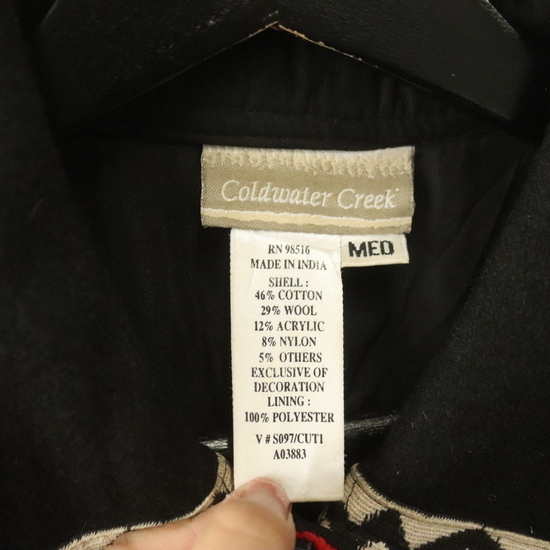 Coldwater Creek
MED
RN 98516
MADE IN INDIA
SHELL :
46% COTTON
29% WOOL
12% ACRYLIC
8% NYLON
5% OTHERS
EXCLUSIVE OF
DECORATION
LINING :
100% POLYESTER
V # S097/CUT1
A03883